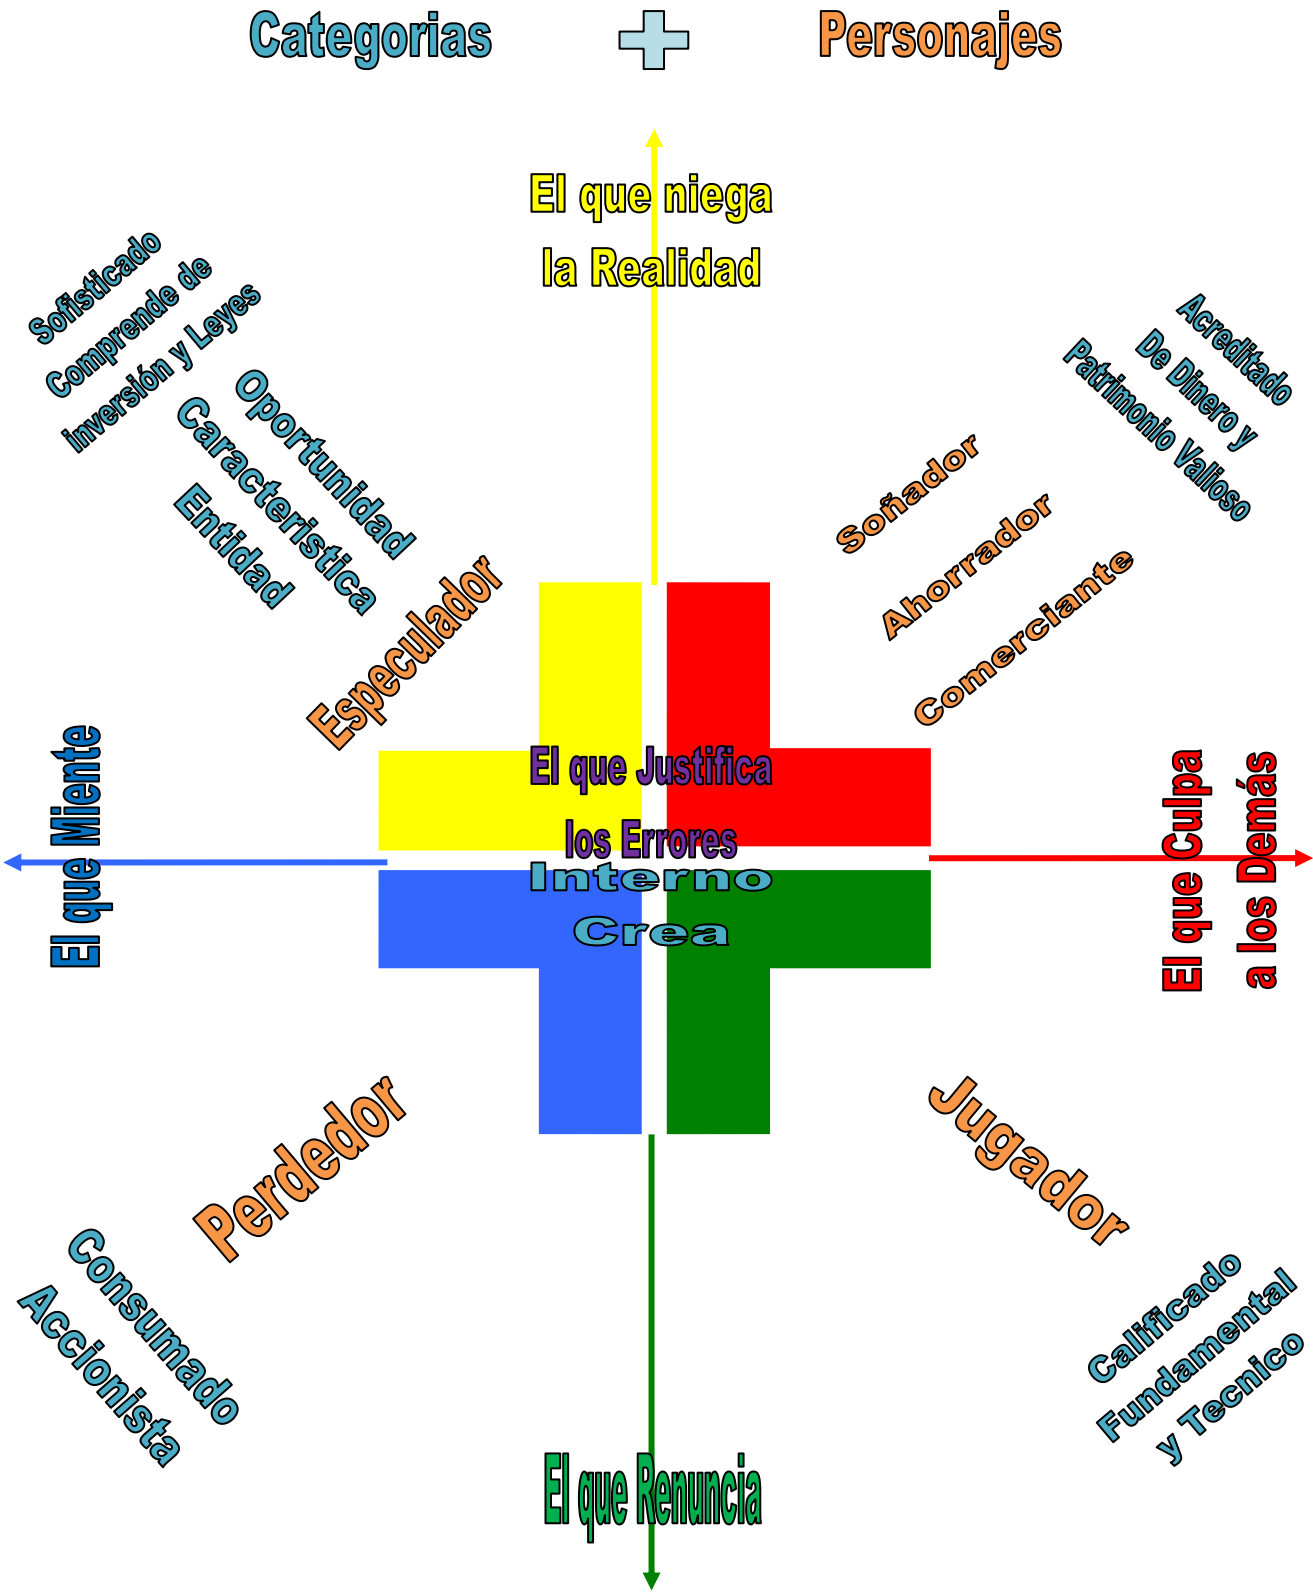 Categorias
Personajes
El que niega
la Realidad
Sofisticado
Comprende de
inversión y Leyes
Oportunidad
Caracteristica
Entidad
Especulador
Acreditado
De Dinero y
Patrimonio Valioso
Soñador
Ahorrador
Comerciante
El que Miente
El que Justifica
los Errores
Interno
Crea
El que Culpa
a los Demás
Perdedor
Consumado
Accionista
Jugador
Calificado
Fundamental
y Tecnico
El que Renuncia